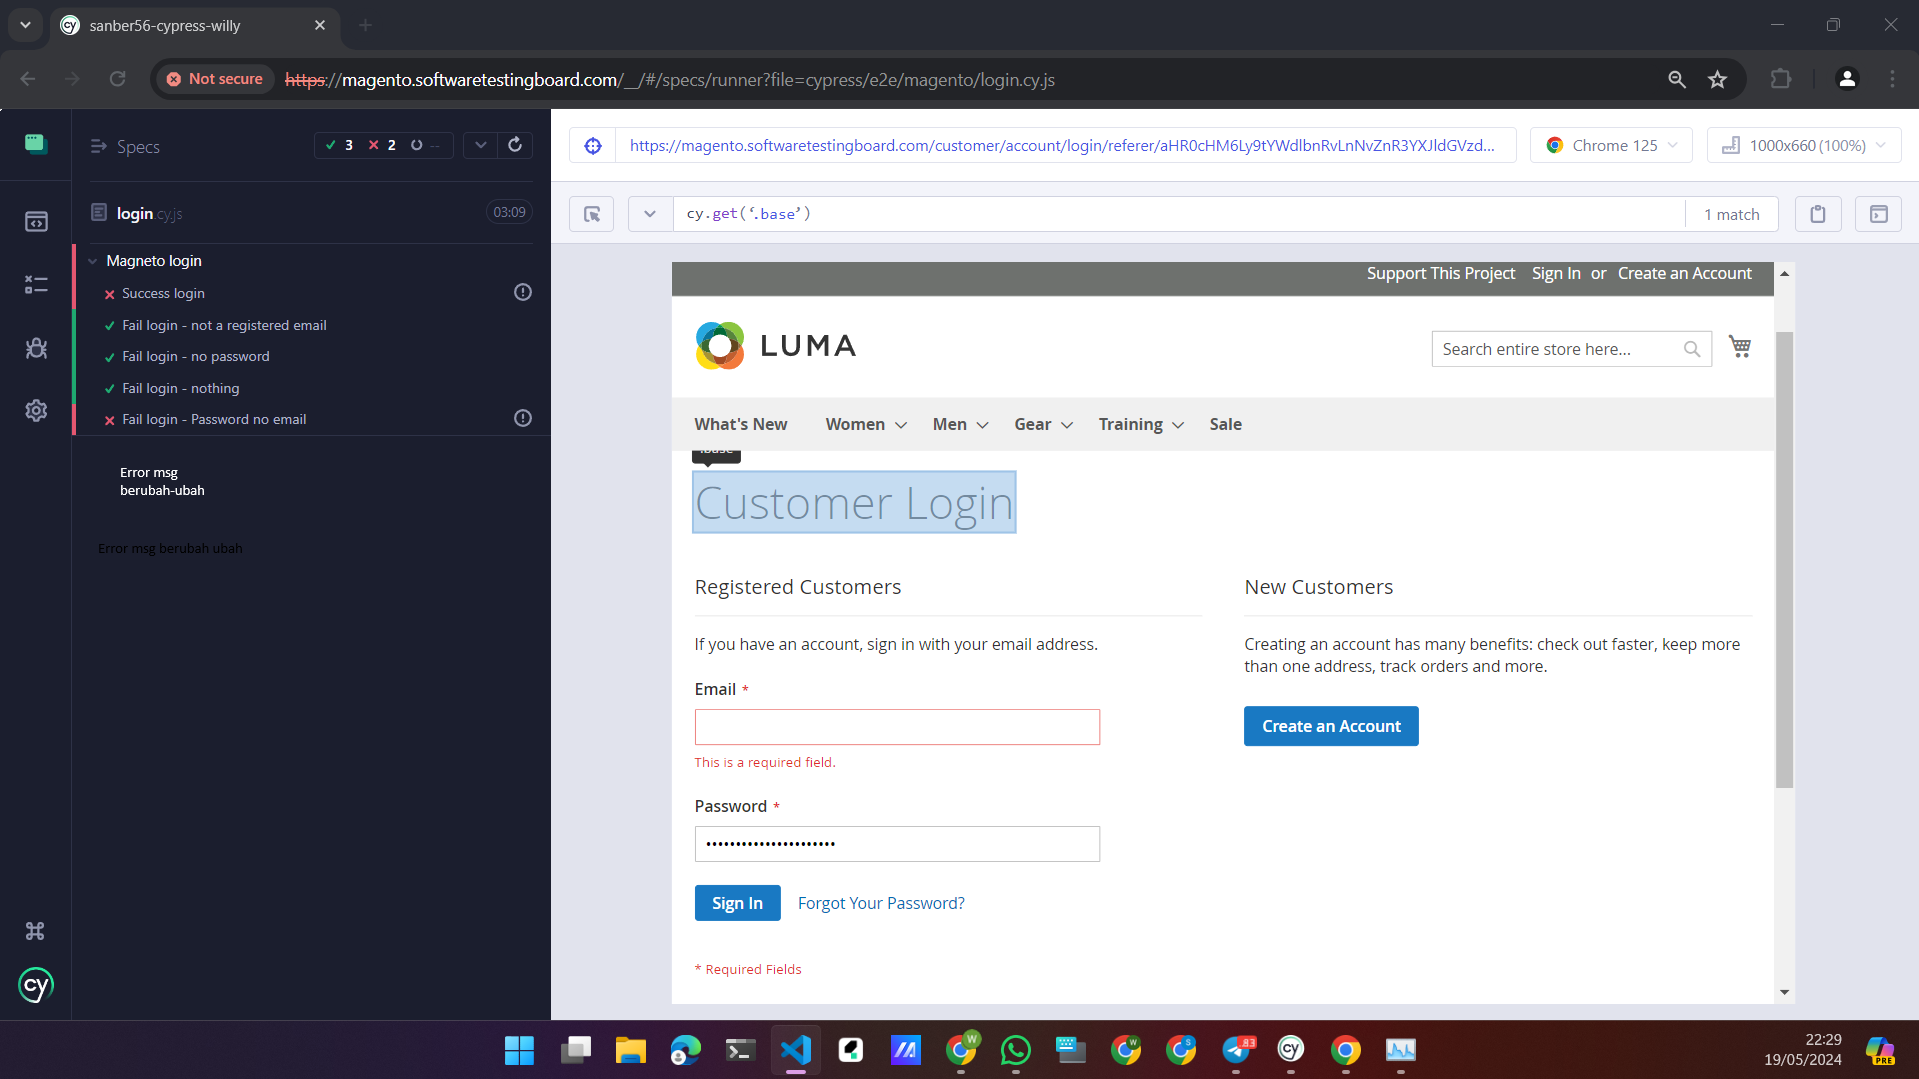 sanber56-cypress-willy
Not secure
https://magento.softwaretestingboard.com/__/#/specs/runner?file=cypress/e2e/magento/login.cy.js
Specs
3
2
--
https://magento.softwaretestingboard.com/customer/account/login/referer/aHR0cHM6Ly9tYWdlbnRvLnNvZnR3YXJldGVzd...
Chrome 125
1000x660 (100%)
login.cy.js
03:09
cy.get(‘.base’)
1 match
Magneto login
Success login
Fail login - not a registered email
Fail login - no password
Fail login - nothing
Fail login - Password no email
Error msg
berubah-ubah
Error msg berubah ubah
Support This Project
Sign In
or
Create an Account
LUMA
Search entire store here...
What's New
Women
Men
Gear
Training
Sale
.base
Customer Login
Registered Customers
If you have an account, sign in with your email address.
Email *
This is a required field.
Password *
Sign In
Forgot Your Password?
* Required Fields
New Customers
Creating an account has many benefits: check out faster, keep more
than one address, track orders and more.
Create an Account
cy
W
W
S
83
cy
22:29
19/05/2024
PRE